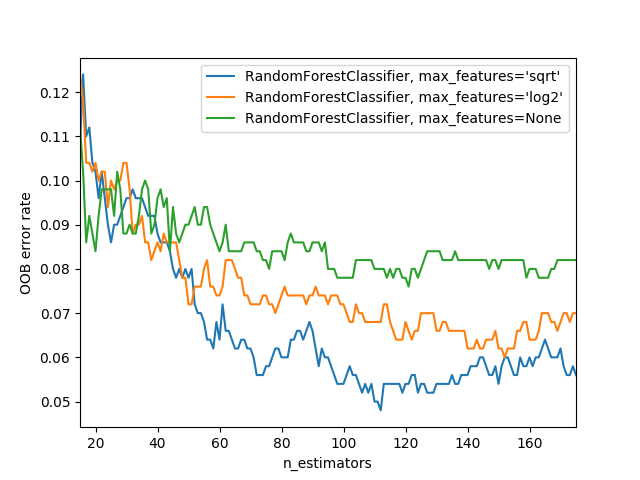 RandomForestClassifier, max_features='sqrt'
RandomForestClassifier, max_features='log2'
RandomForestClassifier, max_features=None
OOB error rate
0.12
0.11
0.10
0.09
0.08
0.07
0.06
0.05
20 40 60 80 100 120 140 160
n_estimators